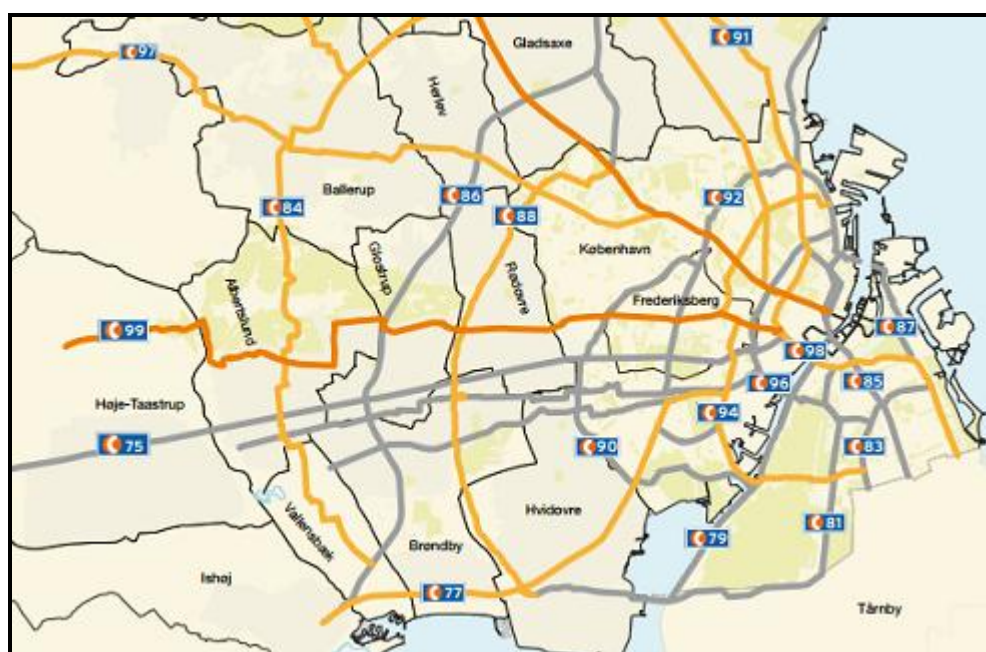 Gladsaxe
91
97
Herlev
Ballerup
84
86
92
88
København
Glostrup
Rødovre
Albertslund
Frederiksberg
99
87
98
96
85
Høje-Taastrup
94
75
90
83
Hvidovre
81
79
Vallensbæk
Brøndby
Ishøj
77
Tårnby